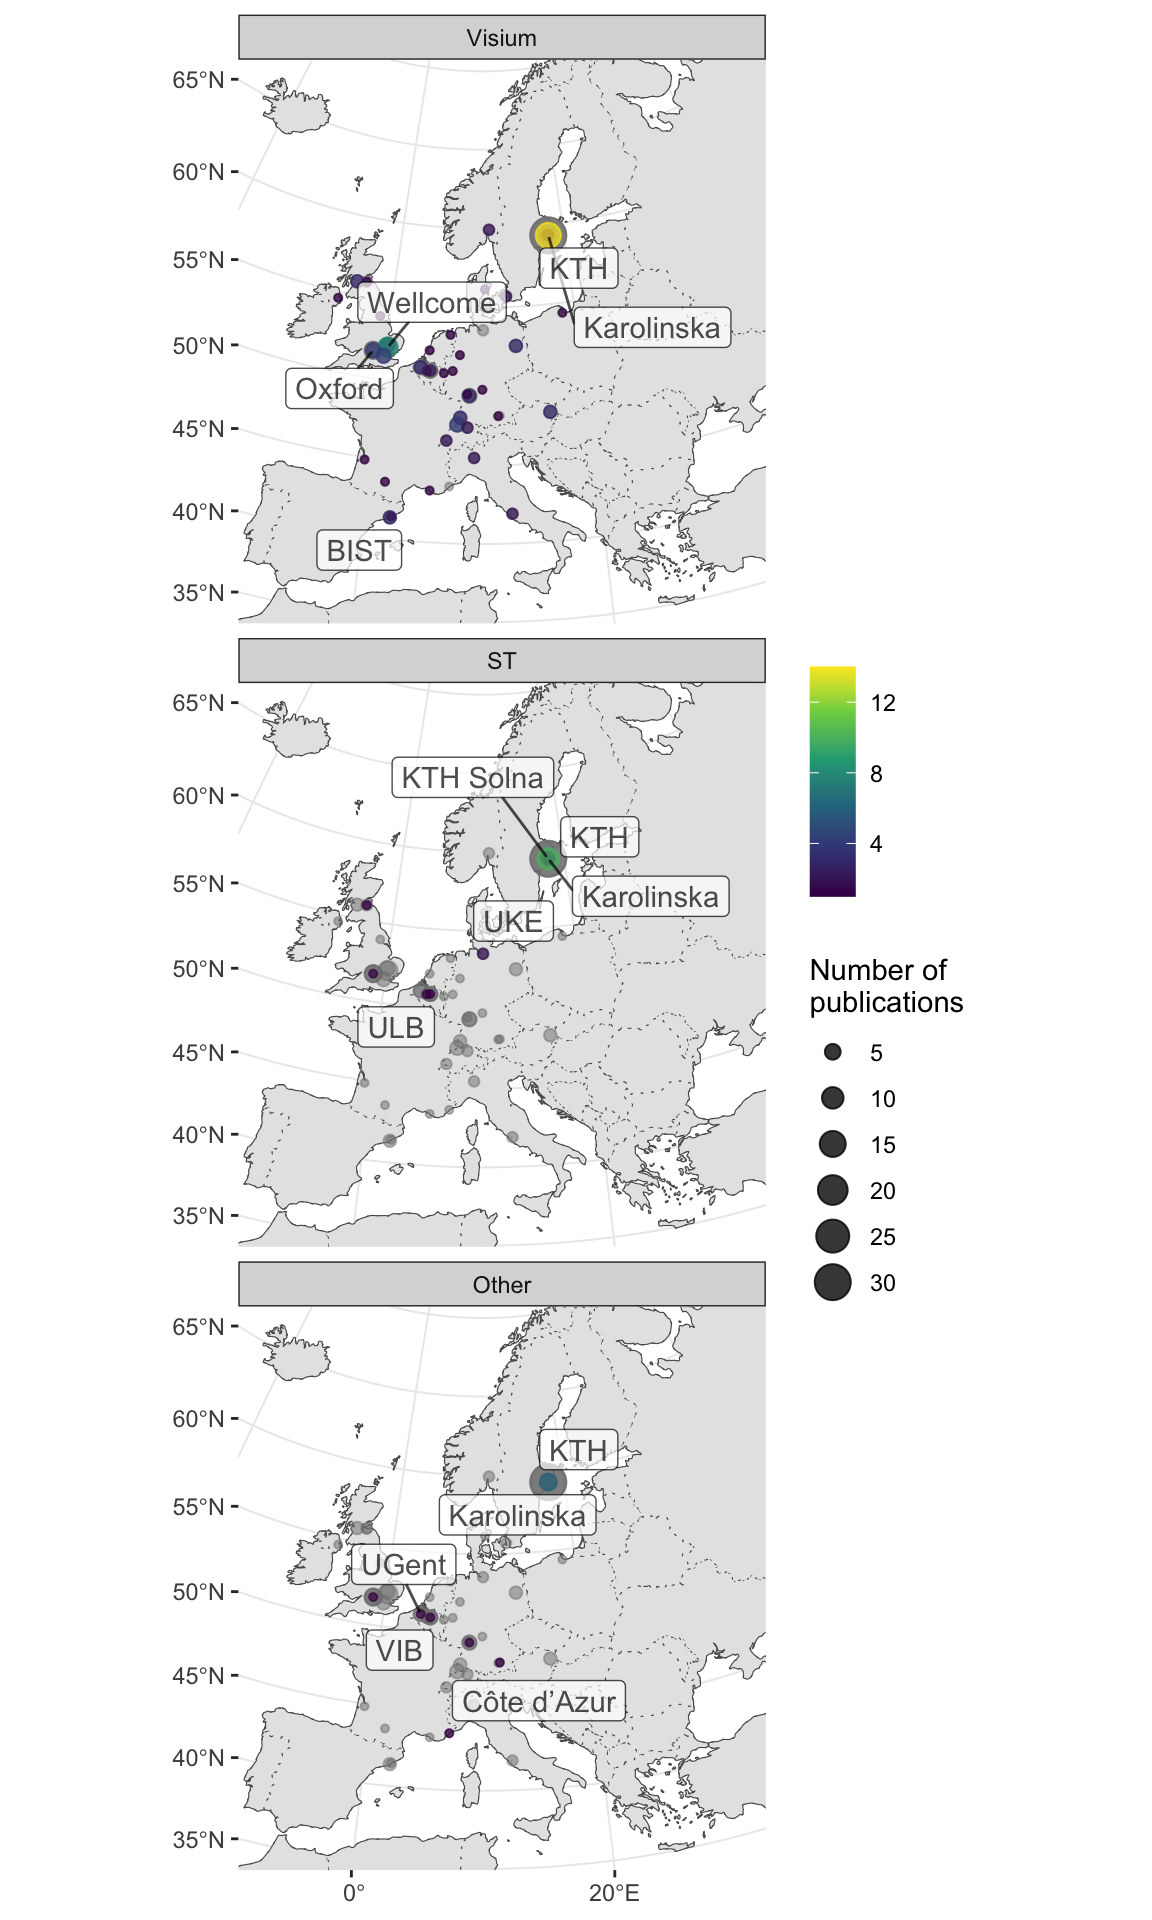 Visium
65°N
60°N
55°N
50°N
45°N
40°N
35°N
KTH
Wellcome
Karolinska
Oxford
BIST
ST
65°N
60°N
55°N
50°N
45°N
40°N
35°N
KTH Solna
KTH
Karolinska
UKE
ULB
12
8
4
Number of
publications
5
10
15
20
25
30
Other
65°N
60°N
55°N
50°N
45°N
40°N
35°N
KTH
Karolinska
UGent
VIB
Côte d’Azur
0°
20°E